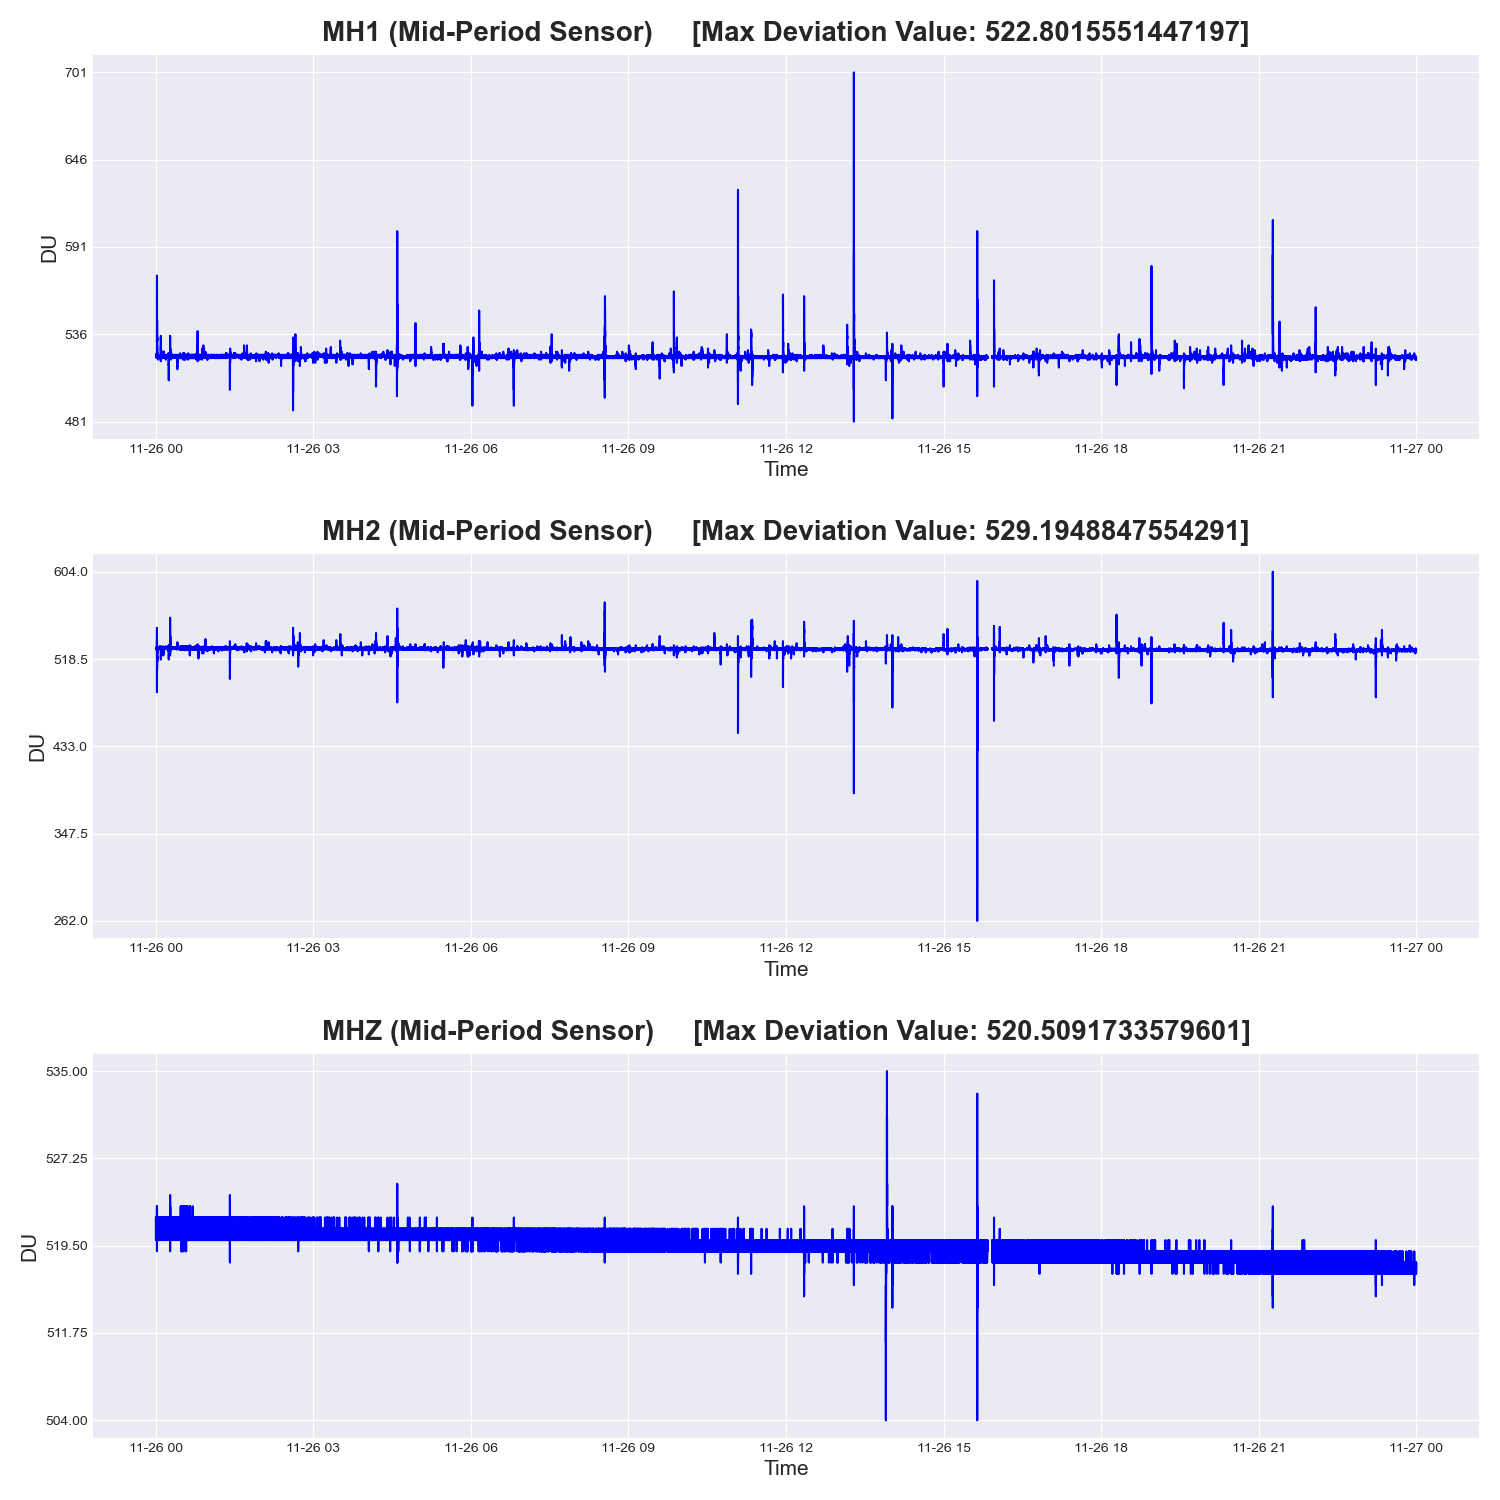 MH1 (Mid-Period Sensor) [Max Deviation Value: 522.8015551447197]
701
646
591
536
481
DU
11-26 00 11-26 03 11-26 06 11-26 09 11-26 12 11-26 15 11-26 18 11-26 21 11-27 00
Time
MH2 (Mid-Period Sensor) [Max Deviation Value: 529.1948847554291]
604.0
518.5
433.0
347.5
262.0
DU
11-26 00 11-26 03 11-26 06 11-26 09 11-26 12 11-26 15 11-26 18 11-26 21 11-27 00
Time
MHZ (Mid-Period Sensor) [Max Deviation Value: 520.5091733579601]
535.00
527.25
519.50
511.75
504.00
DU
11-26 00 11-26 03 11-26 06 11-26 09 11-26 12 11-26 15 11-26 18 11-26 21 11-27 00
Time